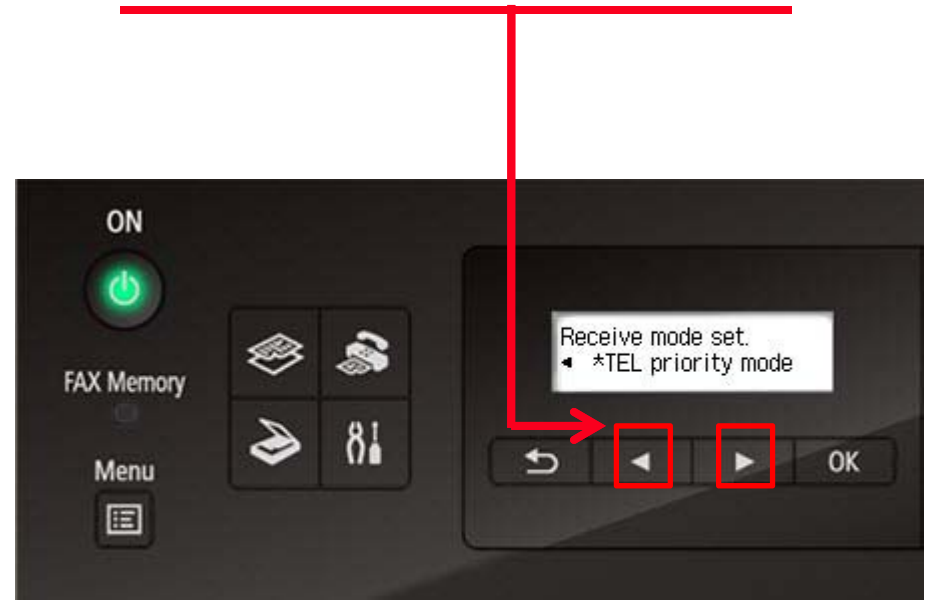 ON
FAX Memory
Menu
Receive mode set.
◄ *TEL priority mode
◄ ► OK